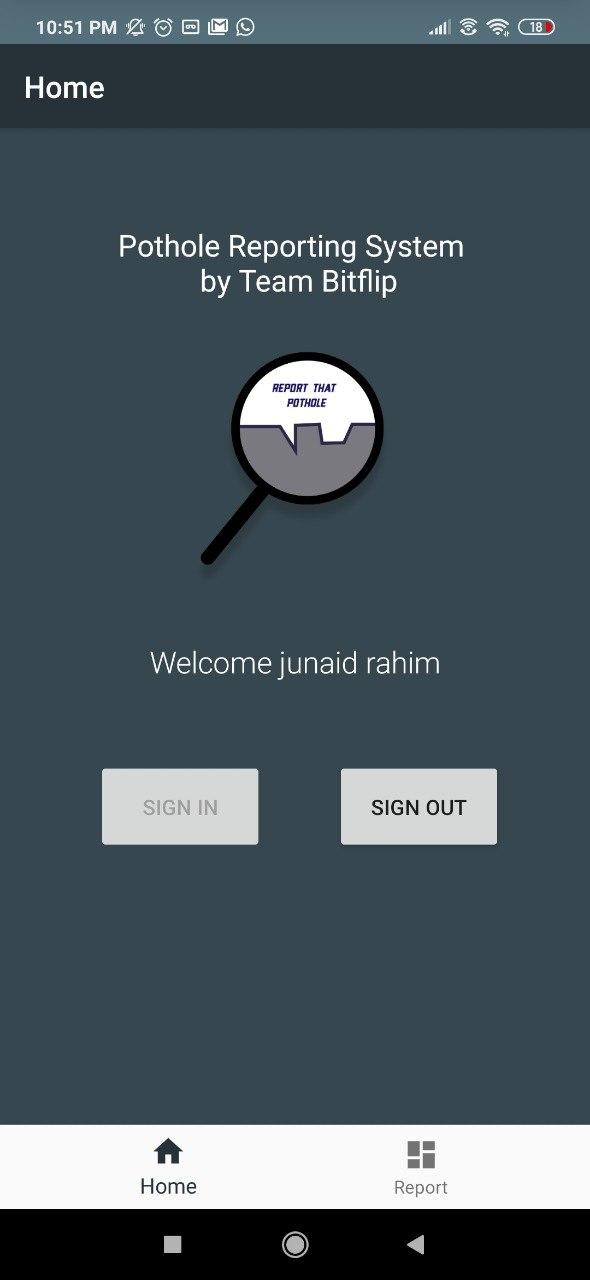 10:51 PM 18
Home
Pothole Reporting System
by Team Bitflip
REPORT THAT
POTHOLE
Welcome junaid rahim
SIGN IN SIGN OUT
Home Report